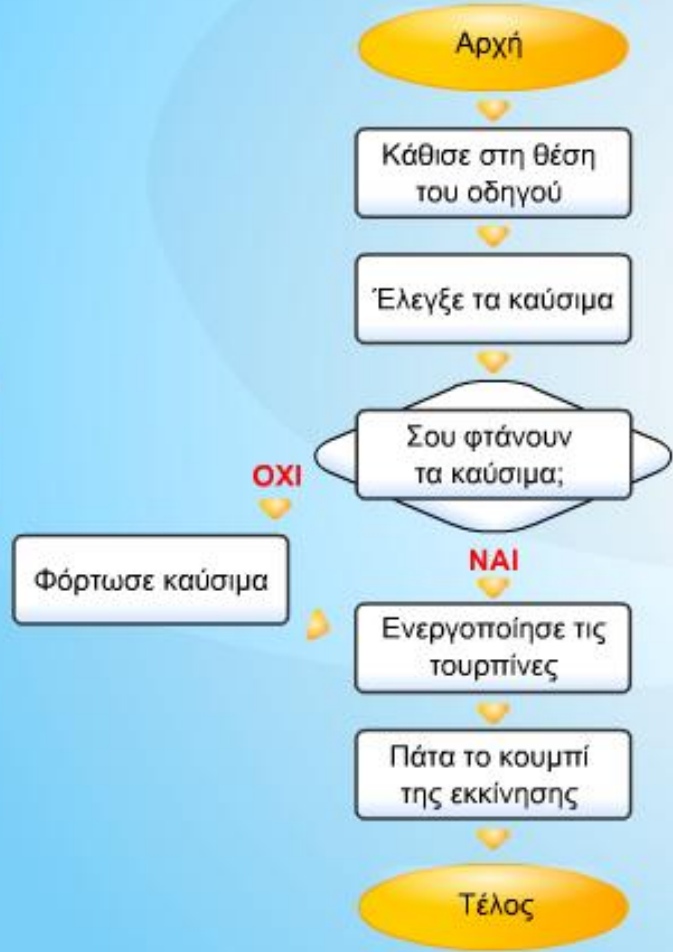 Αρχή
Κάθισε στη θέση
του οδηγού
Έλεγξε τα καύσιμα
Σου φτάνουν
τα καύσιμα;
ΟΧΙ
Φόρτωσε καύσιμα
ΝΑΙ
Ενεργοποίησε τις
τουρπίνες
Πάτα το κουμπί
της εκκίνησης
Τέλος